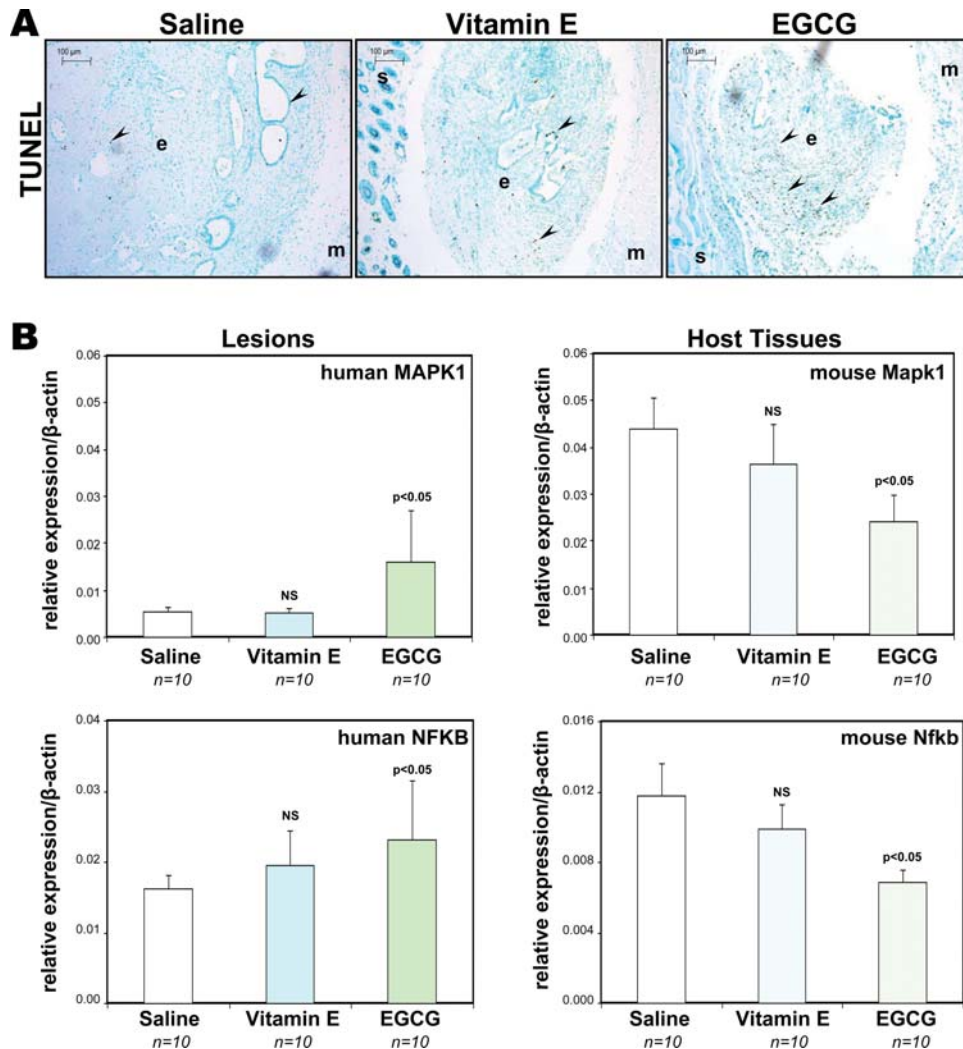 A
Saline
Vitamin E
EGCG
TUNEL
100 µm
e
m
100 µm
s
e
m
100 µm
m
e
s
B
Lesions
Host Tissues
human MAPK1
relative expression/β-actin
0.06
0.05
0.04
0.03
0.02
0.01
0.00
NS
p<0.05
Saline
Vitamin E
EGCG
n=10
n=10
n=10
mouse Mapk1
relative expression/β-actin
0.06
0.05
0.04
0.03
0.02
0.01
0.00
NS
p<0.05
Saline
Vitamin E
EGCG
n=10
n=10
n=10
human NFKB
relative expression/β-actin
0.04
0.03
0.02
0.01
0.00
NS
p<0.05
Saline
Vitamin E
EGCG
n=10
n=10
n=10
mouse Nfkb
relative expression/β-actin
0.016
0.012
0.008
0.004
0.000
NS
p<0.05
Saline
Vitamin E
EGCG
n=10
n=10
n=10